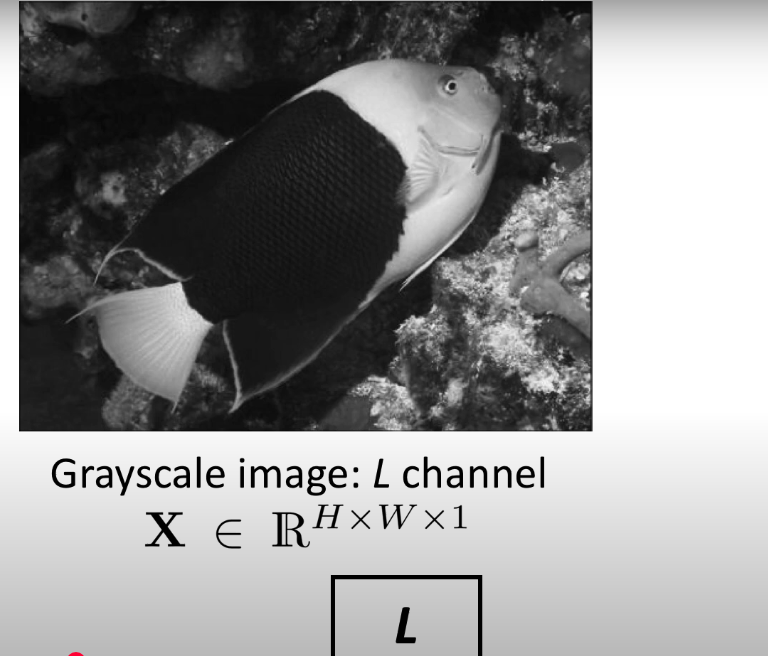 Grayscale image: L channel
X ∈ ℝ^{H×W×1}
L